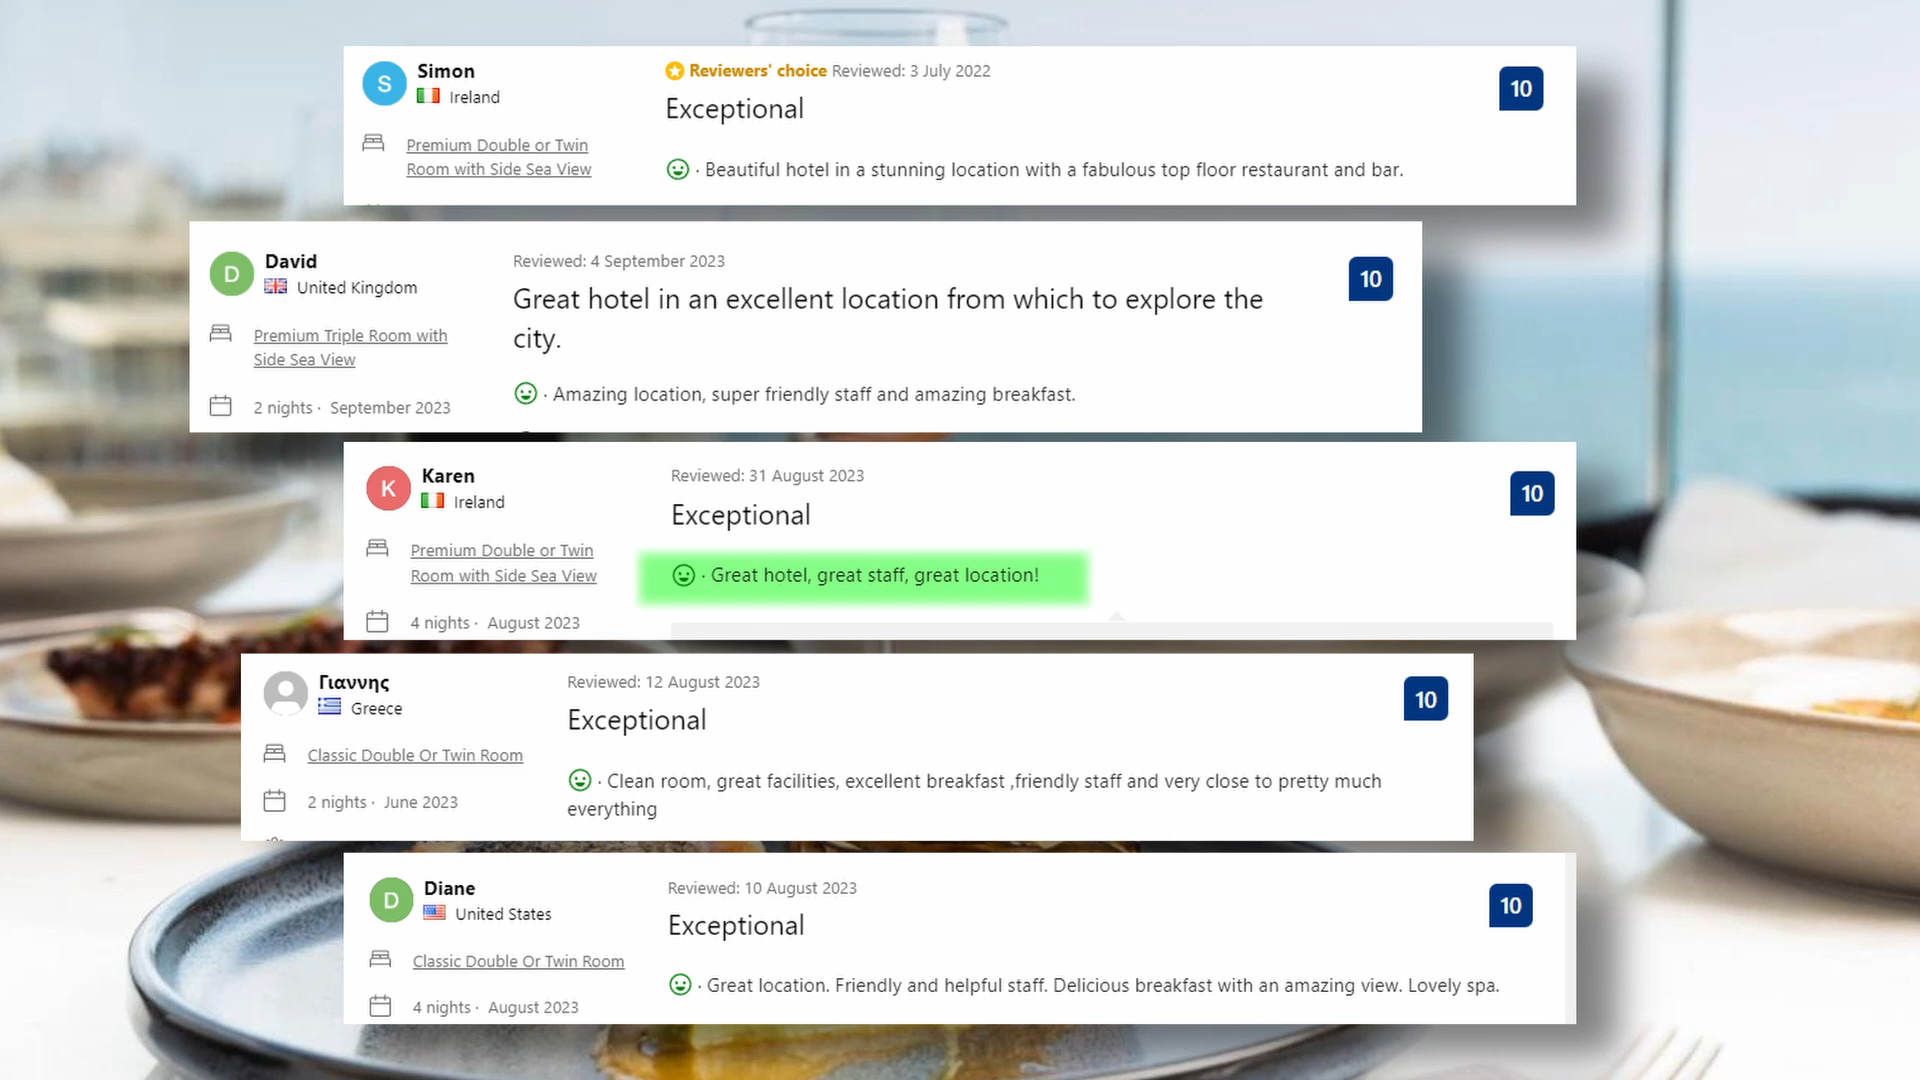 S
Simon
Ireland
Premium Double or Twin
Room with Side Sea View
Reviewers' choice Reviewed: 3 July 2022
Exceptional
· Beautiful hotel in a stunning location with a fabulous top floor restaurant and bar.
10
D
David
United Kingdom
Premium Triple Room with
Side Sea View
2 nights · September 2023
Reviewed: 4 September 2023
Great hotel in an excellent location from which to explore the
city.
· Amazing location, super friendly staff and amazing breakfast.
10
K
Karen
Ireland
Premium Double or Twin
Room with Side Sea View
4 nights · August 2023
Reviewed: 31 August 2023
Exceptional
· Great hotel, great staff, great location!
10
Γιαννης
Greece
Classic Double Or Twin Room
2 nights · June 2023
Reviewed: 12 August 2023
Exceptional
· Clean room, great facilities, excellent breakfast ,friendly staff and very close to pretty much
everything
10
D
Diane
United States
Classic Double Or Twin Room
4 nights · August 2023
Reviewed: 10 August 2023
Exceptional
· Great location. Friendly and helpful staff. Delicious breakfast with an amazing view. Lovely spa.
10